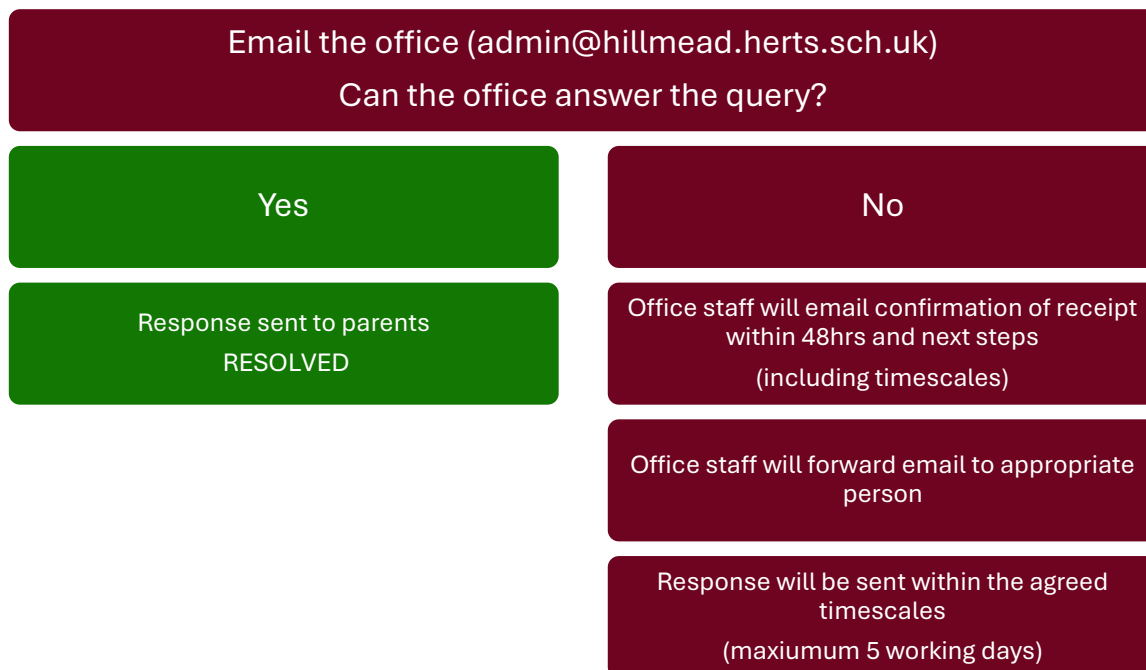 Email the office (admin@hillmead.herts.sch.uk)
Can the office answer the query?
Yes
No
Response sent to parents
RESOLVED
Office staff will email confirmation of receipt
within 48hrs and next steps
(including timescales)
Office staff will forward email to appropriate
person
Response will be sent within the agreed
timescales
(maxiumum 5 working days)